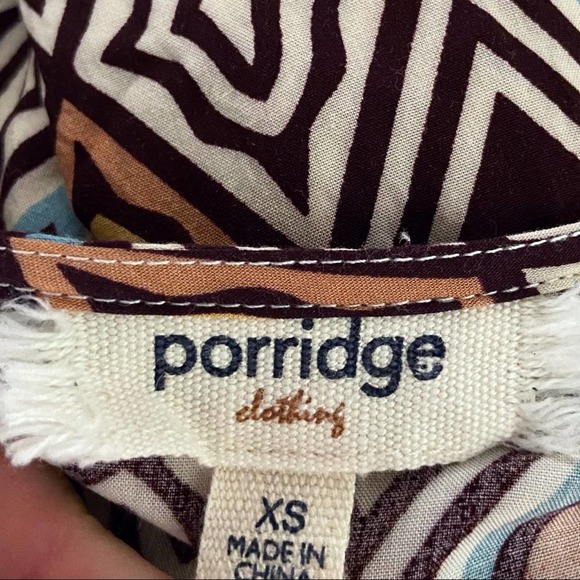 porridge
clothing
XS
MADE IN
CHINA